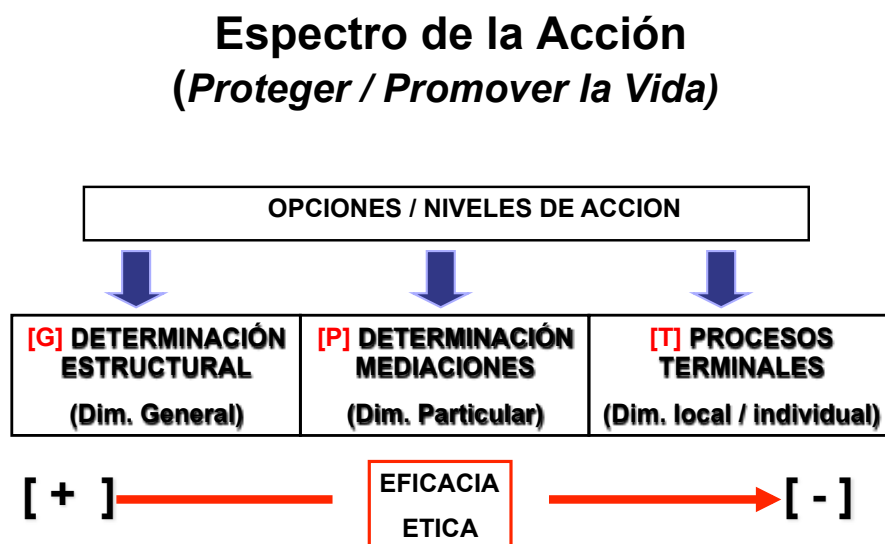 Espectro de la Acción
(Proteger / Promover la Vida)
OPCIONES / NIVELES DE ACCION
[G] DETERMINACIÓN
ESTRUCTURAL
(Dim. General)
[P] DETERMINACIÓN
MEDIACIONES
(Dim. Particular)
[T] PROCESOS
TERMINALES
(Dim. local / individual)
[ + ]
EFICACIA
ETICA
[ - ]